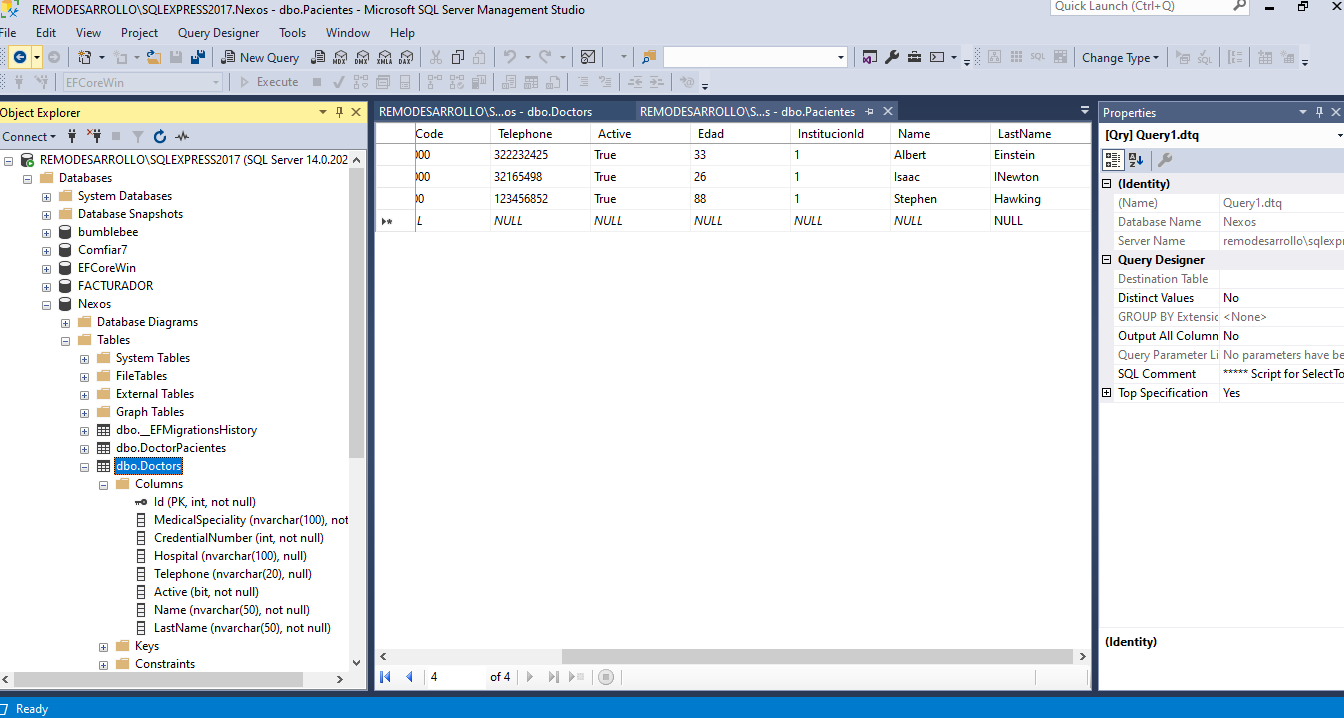 REMODESARROLLO\SQLEXPRESS2017.Nexos - dbo.Pacientes - Microsoft SQL Server Management Studio
Quick Launch (Ctrl+Q)
File Edit View Project Query Designer Tools Window Help
New Query MDX DMX XMLA DAX SQL Change Type SQL
EFCoreWin Execute
Object Explorer
Connect
REMODESARROLLO\SQLEXPRESS2017 (SQL Server 14.0.202
Databases
System Databases
Database Snapshots
bumblebee
Comfiar7
EFCoreWin
FACTURADOR
Nexos
Database Diagrams
Tables
System Tables
FileTables
External Tables
Graph Tables
dbo.__EFMigrationsHistory
dbo.DoctorPacientes
dbo.Doctors
Columns
Id (PK, int, not null)
MedicalSpeciality (nvarchar(100), not
CredentialNumber (int, not null)
Hospital (nvarchar(100), null)
Telephone (nvarchar(20), null)
Active (bit, not null)
Name (nvarchar(50), not null)
LastName (nvarchar(50), not null)
Keys
Constraints
REMODESARROLLO\S...os - dbo.Doctors REMODESARROLLO\S...s - dbo.Pacientes
Code Telephone Active Edad InstitucionId Name LastName
000 322232425 True 33 1 Albert Einstein
000 32165498 True 26 1 Isaac INewton
00 123456852 True 88 1 Stephen Hawking
L NULL NULL NULL NULL NULL NULL
4 of 4
Properties
[Qry] Query1.dtq
(Identity)
(Name) Query1.dtq
Database Name Nexos
Server Name remodesarrollo\sqlexpr
Query Designer
Destination Table
Distinct Values No
GROUP BY Extensic <None>
Output All Column No
Query Parameter Li No parameters have be
SQL Comment ***** Script for SelectTo
Top Specification Yes
(Identity)
Ready